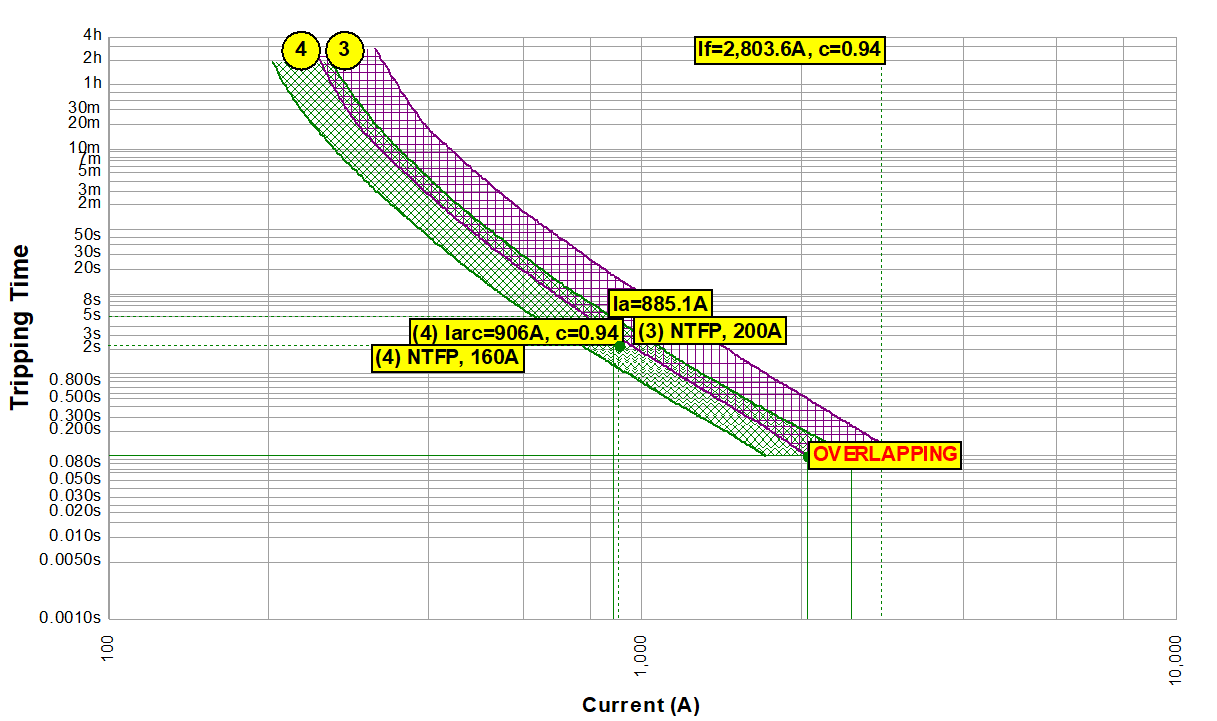 4h
2h
1h
30m
20m
10m
7m
5m
3m
2m
50s
30s
20s
8s
5s
3s
2s
0.800s
0.500s
0.300s
0.200s
0.080s
0.050s
0.030s
0.020s
0.010s
0.0050s
0.0010s
Tripping Time
4
3
If=2,803.6A, c=0.94
Ia=885.1A
(4) Iarc=906A, c=0.94
(3) NTFP, 200A
(4) NTFP, 160A
OVERLAPPING
100
1,000
10,000
Current (A)